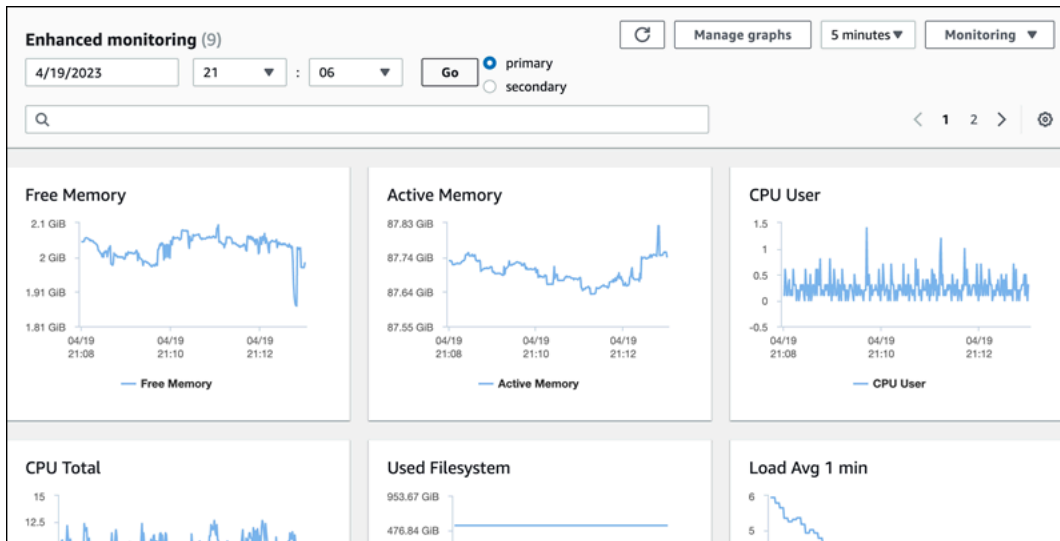 Enhanced monitoring (9)
Manage graphs
5 minutes
Monitoring
4/19/2023
21
:
06
Go
primary
secondary
1 2
Free Memory
2.1 GiB
2 GiB
1.91 GiB
1.81 GiB
04/19 04/19 04/19
21:08 21:10 21:12
Free Memory
Active Memory
87.83 GiB
87.74 GiB
87.64 GiB
87.55 GiB
04/19 04/19 04/19
21:08 21:10 21:12
Active Memory
CPU User
1.5
1
0.5
0
-0.5
04/19 04/19 04/19
21:08 21:10 21:12
CPU User
CPU Total
15
12.5
Used Filesystem
953.67 GiB
476.84 GiB
Load Avg 1 min
6
5